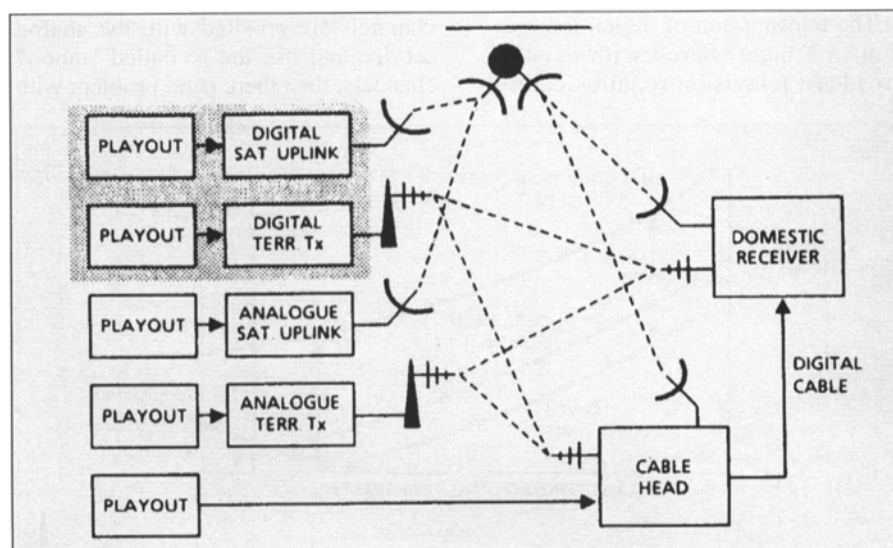 PLAYOUT
DIGITAL
SAT UPLINK
PLAYOUT
DIGITAL
TERR. Tx
PLAYOUT
ANALOGUE
SAT UPLINK
PLAYOUT
ANALOGUE
TERR. Tx
PLAYOUT
DOMESTIC
RECEIVER
DIGITAL
CABLE
CABLE
HEAD